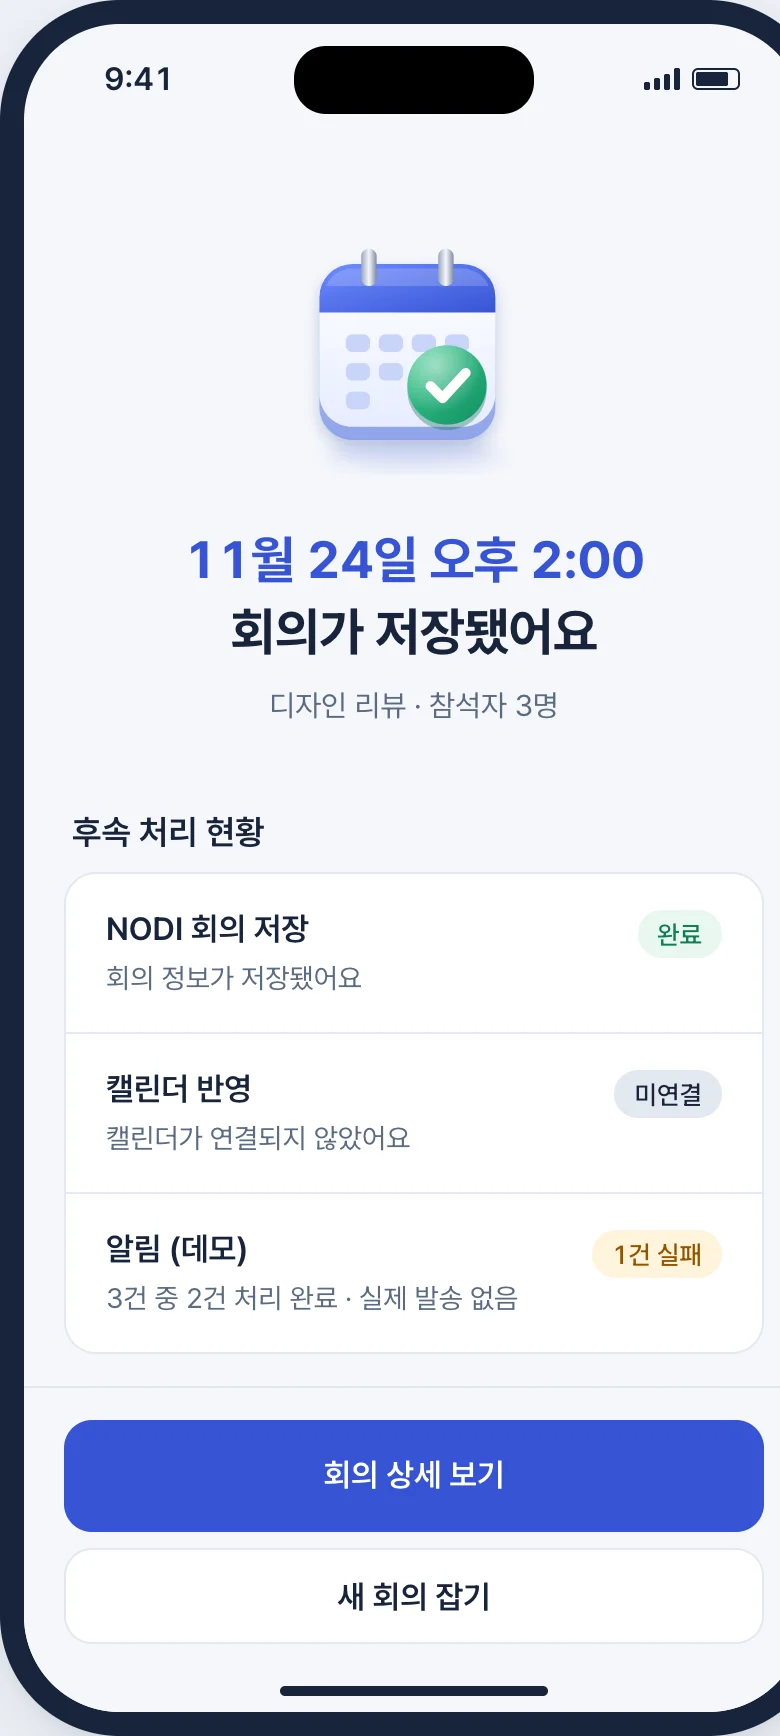 9:41
11월 24일 오후 2:00
회의가 저장됐어요
디자인 리뷰 · 참석자 3명
후속 처리 현황
NODI 회의 저장
완료
회의 정보가 저장됐어요
캘린더 반영
미연결
캘린더가 연결되지 않았어요
알림 (데모)
1건 실패
3건 중 2건 처리 완료 · 실제 발송 없음
회의 상세 보기
새 회의 잡기